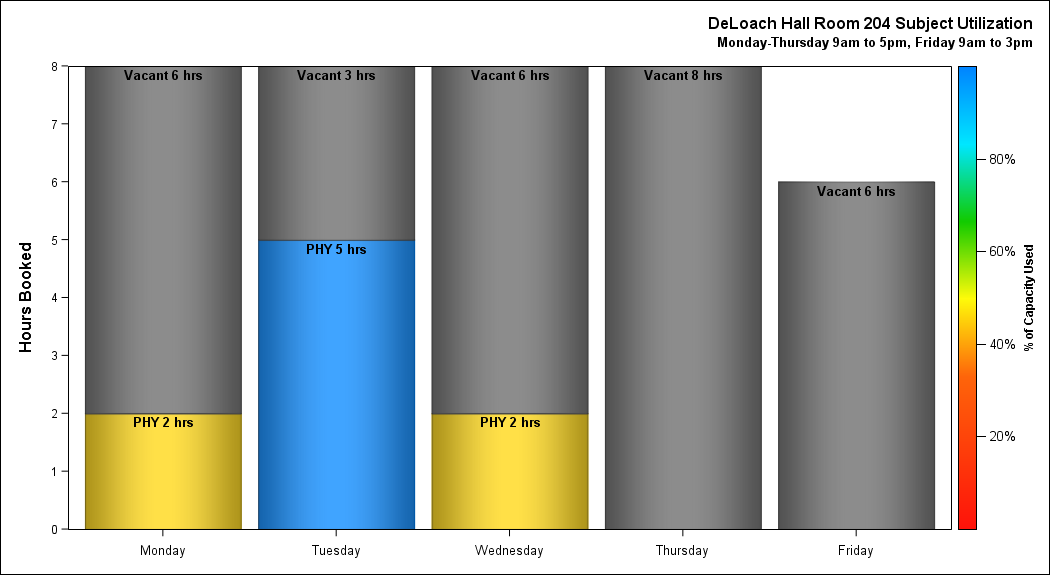 DeLoach Hall Room 204 Subject Utilization
Monday-Thursday 9am to 5pm, Friday 9am to 3pm
Hours Booked
8
7
6
5
4
3
2
1
0
Vacant 6 hrs
PHY 2 hrs
Vacant 3 hrs
PHY 5 hrs
Vacant 6 hrs
PHY 2 hrs
Vacant 8 hrs
Vacant 6 hrs
Monday
Tuesday
Wednesday
Thursday
Friday
80%
60%
40%
20%
% of Capacity Used